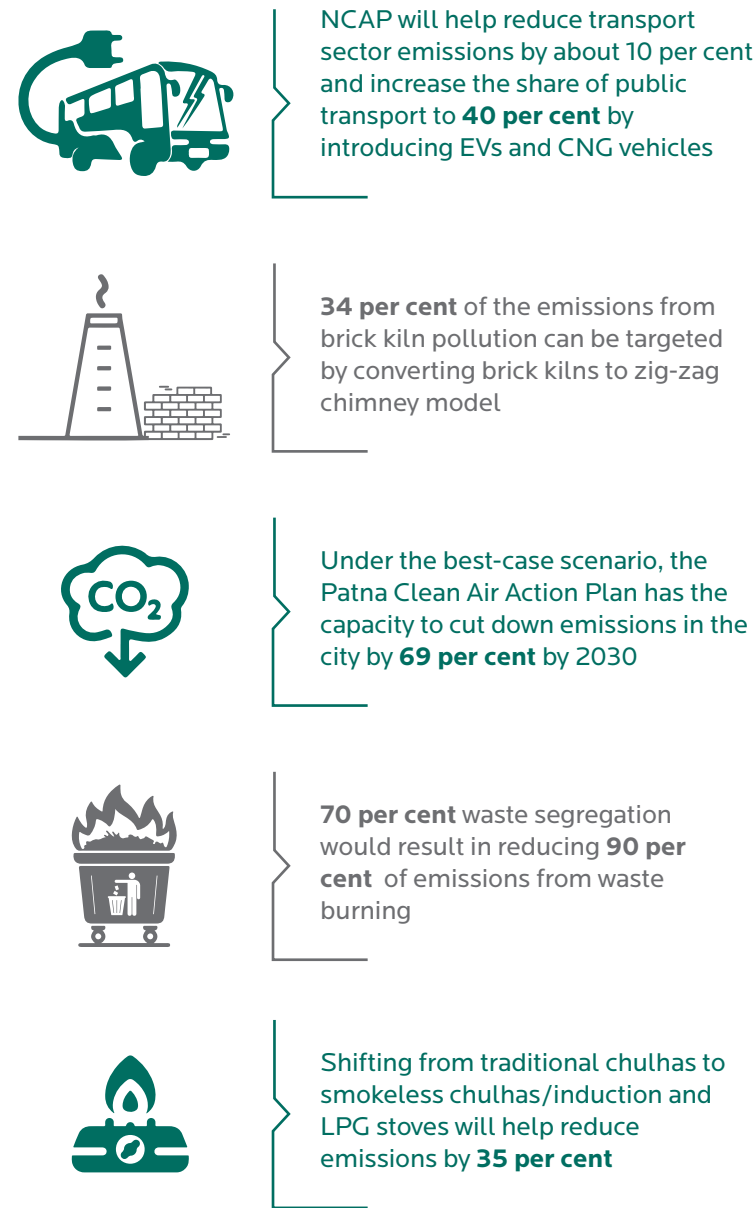 NCAP will help reduce transport
sector emissions by about 10 per cent
and increase the share of public
transport to 40 per cent by
introducing EVs and CNG vehicles
34 per cent of the emissions from
brick kiln pollution can be targeted
by converting brick kilns to zig-zag
chimney model
CO2
Under the best-case scenario, the
Patna Clean Air Action Plan has the
capacity to cut down emissions in the
city by 69 per cent by 2030
70 per cent waste segregation
would result in reducing 90 per
cent of emissions from waste
burning
Shifting from traditional chulhas to
smokeless chulhas/induction and
LPG stoves will help reduce
emissions by 35 per cent